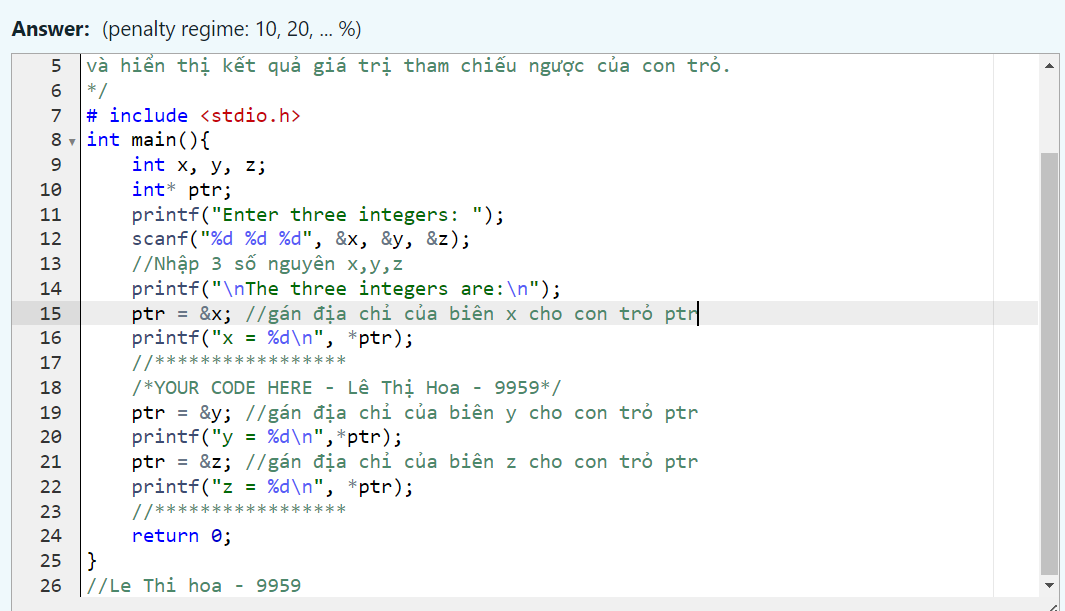 Answer: (penalty regime: 10, 20, ... %)
5 và hiển thị kết quả giá trị tham chiếu ngược của con trỏ.
6 */
7 # include <stdio.h>
8 int main(){
9 int x, y, z;
10 int* ptr;
11 printf("Enter three integers: ");
12 scanf("%d %d %d", &x, &y, &z);
13 //Nhập 3 số nguyên x,y,z
14 printf("\nThe three integers are:\n");
15 ptr = &x; //gán địa chỉ của biên x cho con trỏ ptr
16 printf("x = %d\n", *ptr);
17 //*****************
18 /*YOUR CODE HERE - Lê Thị Hoa - 9959*/
19 ptr = &y; //gán địa chỉ của biên y cho con trỏ ptr
20 printf("y = %d\n",*ptr);
21 ptr = &z; //gán địa chỉ của biên z cho con trỏ ptr
22 printf("z = %d\n", *ptr);
23 //*****************
24 return 0;
25 }
26 //Le Thi hoa - 9959